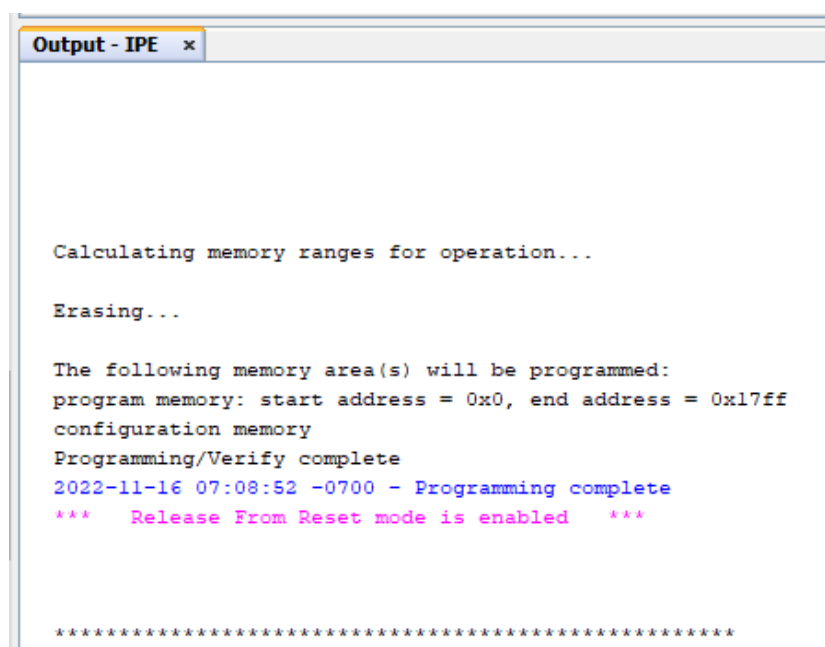 Output - IPE ×
Calculating memory ranges for operation...
Erasing...
The following memory area(s) will be programmed:
program memory: start address = 0x0, end address = 0x17ff
configuration memory
Programming/Verify complete
2022-11-16 07:08:52 -0700 - Programming complete
***   Release From Reset mode is enabled   ***
*****************************************************